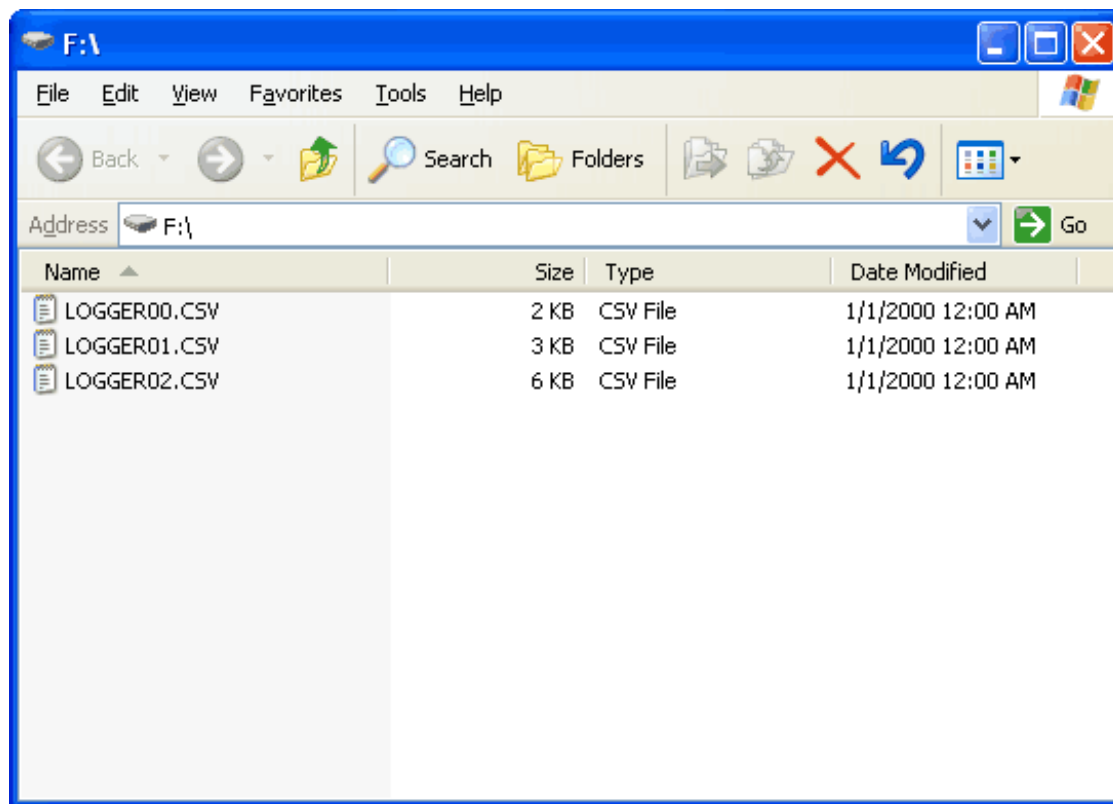 F:\
File Edit View Favorites Tools Help
Back Search Folders
Address F:\ Go
Name Size Type Date Modified
LOGGER00.CSV 2 KB CSV File 1/1/2000 12:00 AM
LOGGER01.CSV 3 KB CSV File 1/1/2000 12:00 AM
LOGGER02.CSV 6 KB CSV File 1/1/2000 12:00 AM